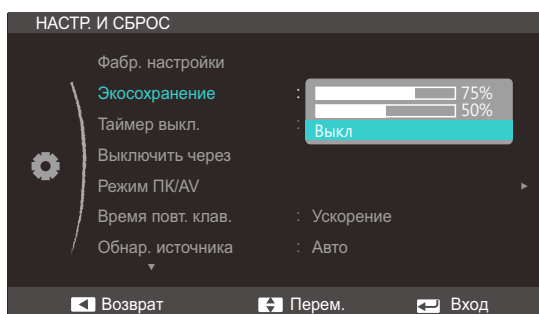 НАСТР. И СБРОС
Фабр. настройки
Экосохранение : 75%
50%
Таймер выкл. : Выкл
Выключить через
Режим ПК/AV
Время повт. клав. : Ускорение
Обнар. источника : Авто
Возврат Перем. Вход